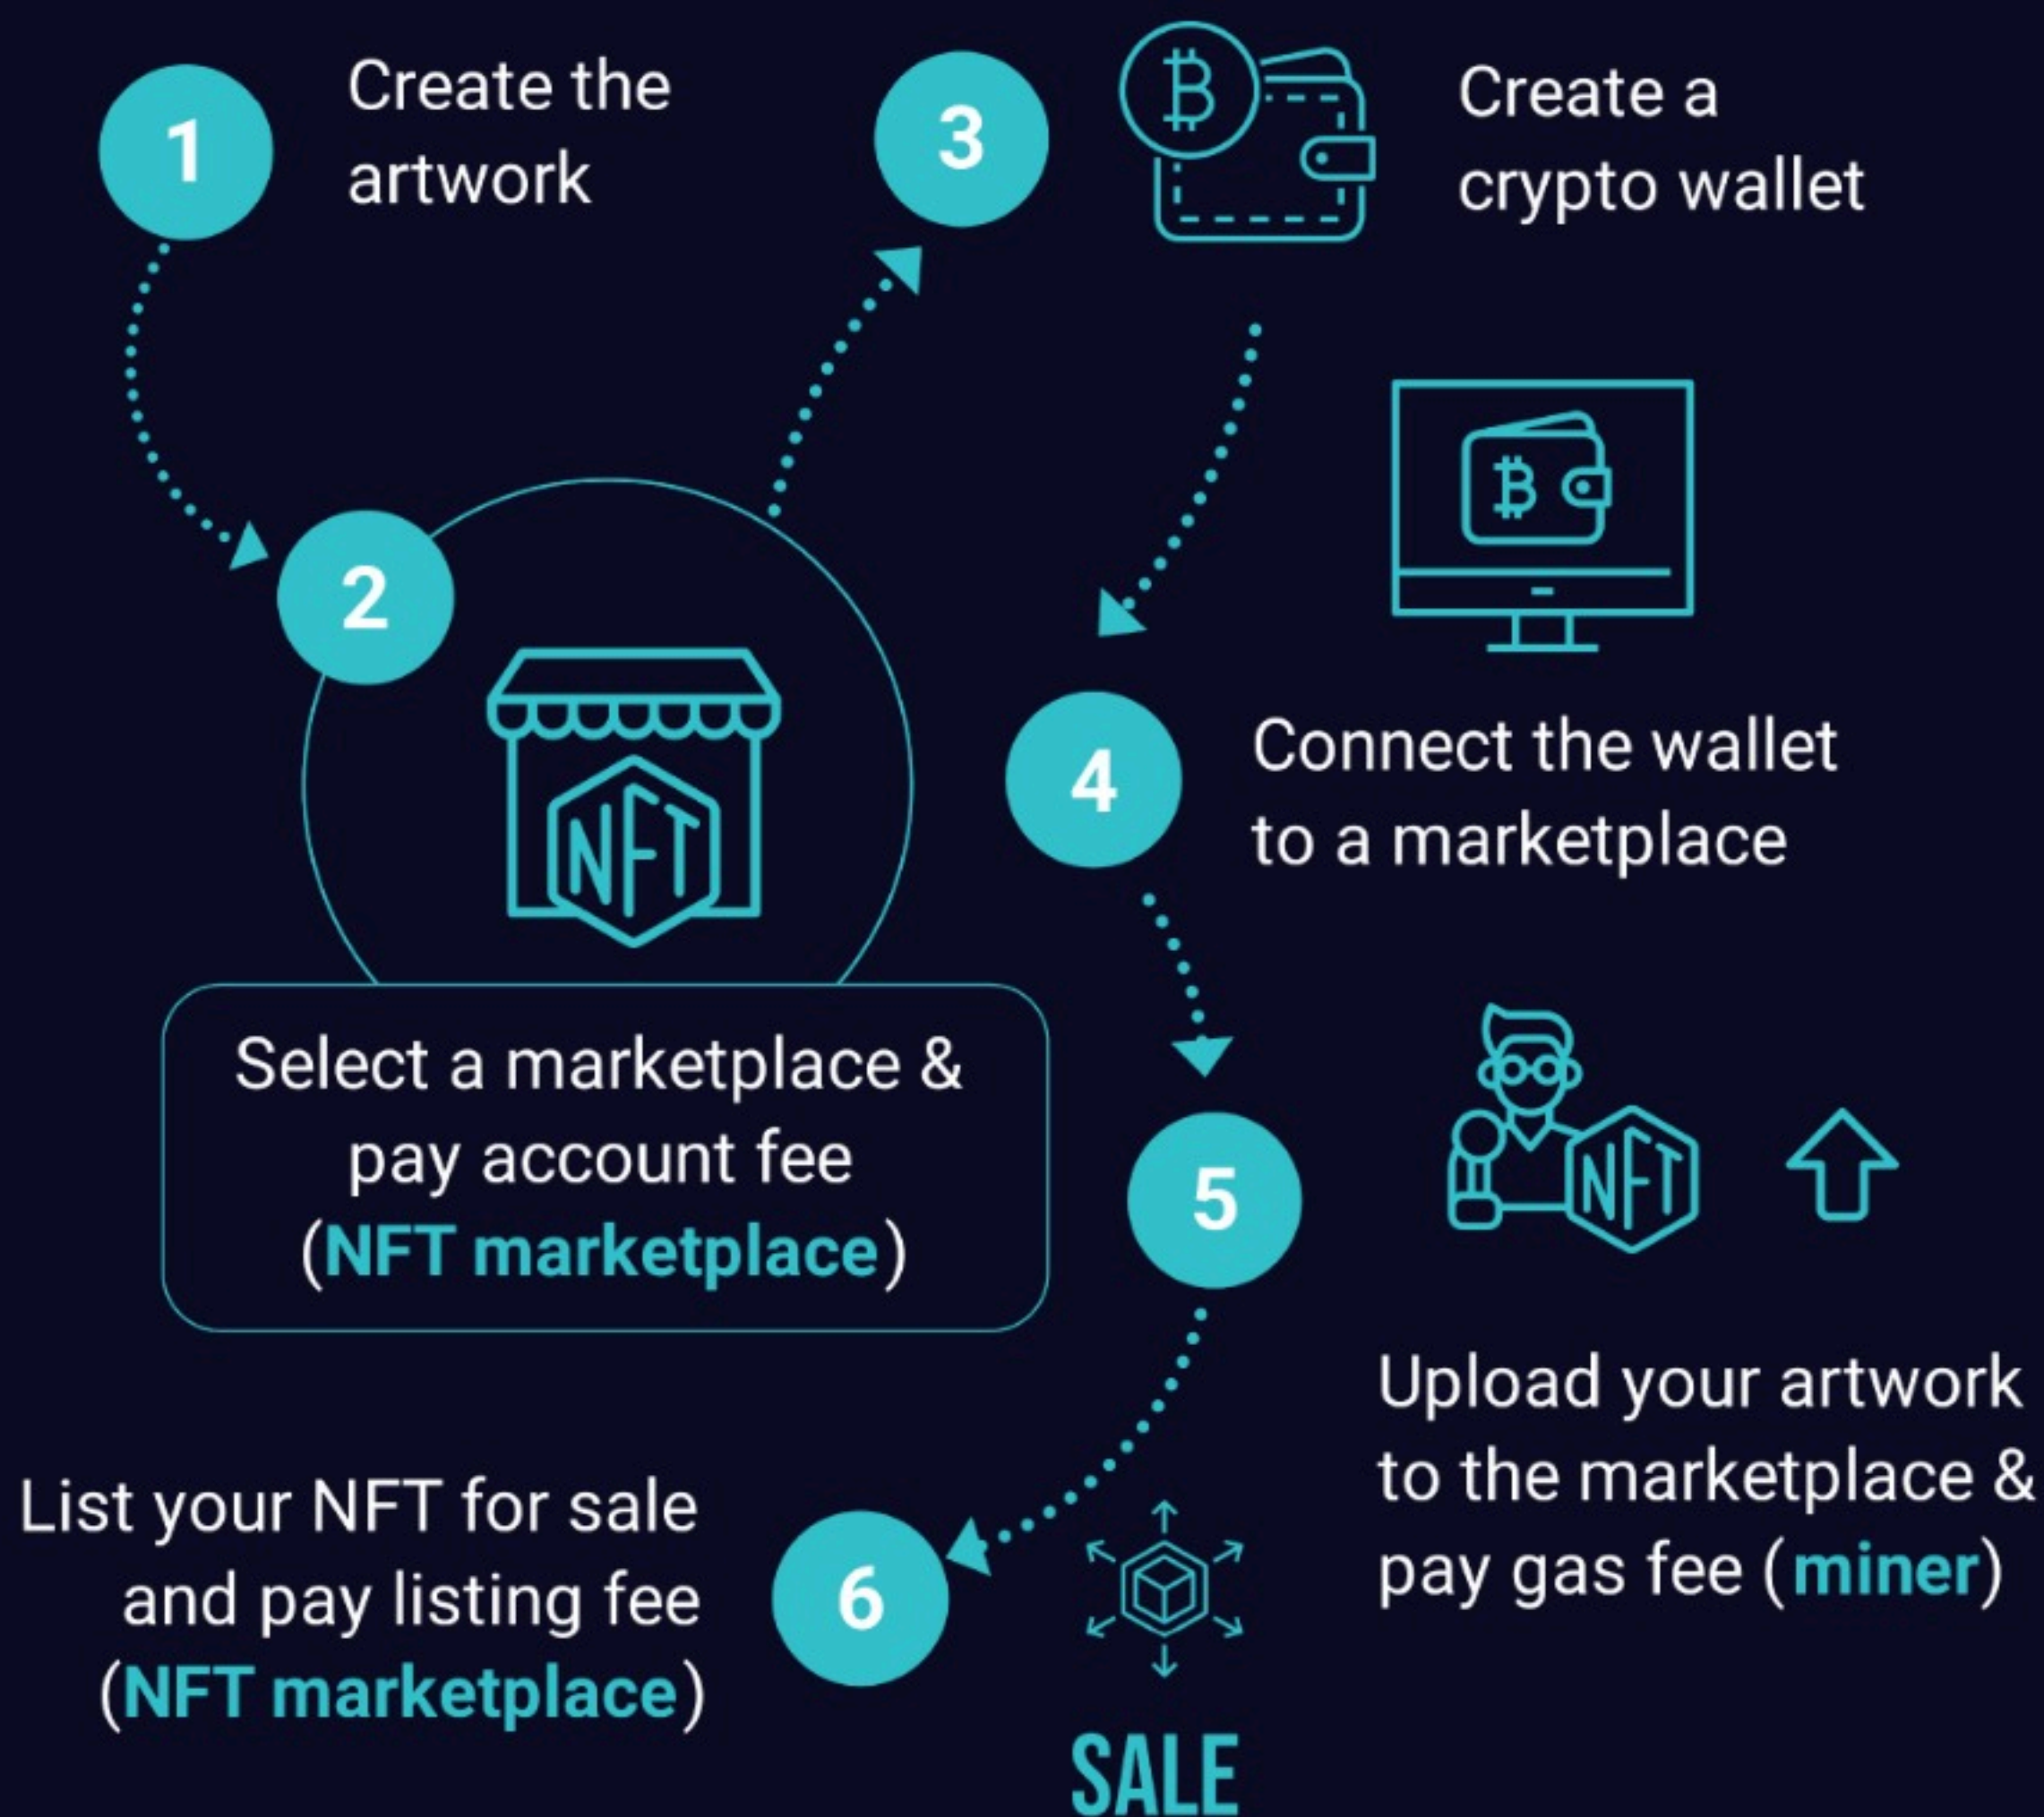 1
Create the
artwork
2
NFT
Select a marketplace &
pay account fee
(NFT marketplace)
3
Create a
crypto wallet
4
Connect the wallet
to a marketplace
5
NFT
Upload your artwork
to the marketplace &
pay gas fee (miner)
6
List your NFT for sale
and pay listing fee
(NFT marketplace)
SALE